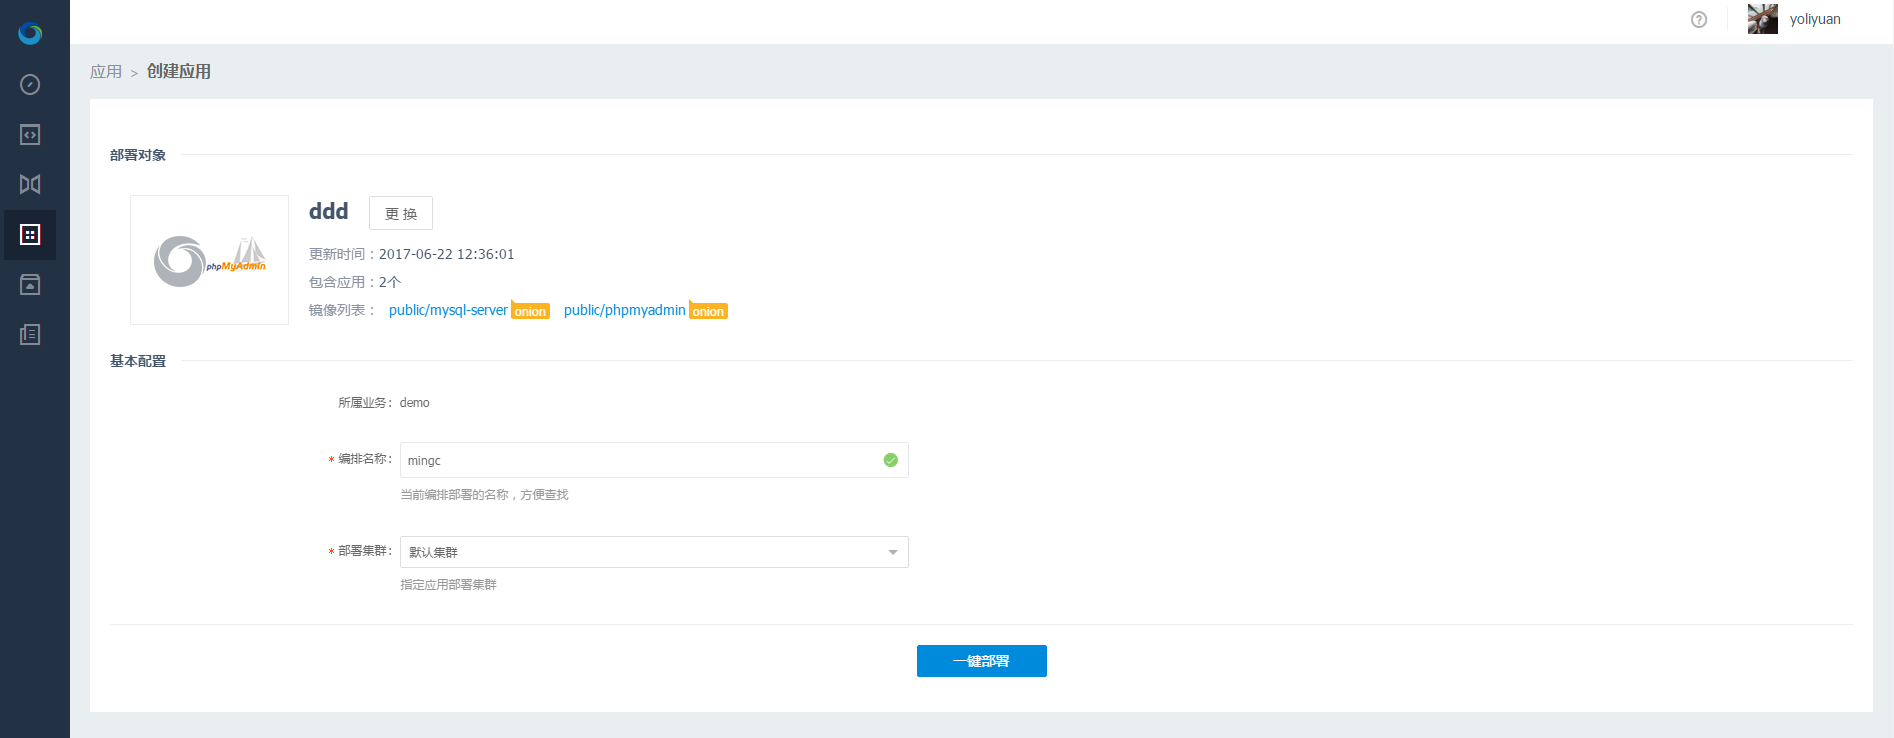 yoliyuan
应用 > 创建应用
部署对象
phpMyAdmin
ddd 更 换
更新时间：2017-06-22 12:36:01
包含应用：2个
镜像列表： public/mysql-server onion public/phpmyadmin onion
基本配置
所属业务： demo
* 编排名称： mingc
当前编排部署的名称，方便查找
* 部署集群： 默认集群
指定应用部署集群
一键部署